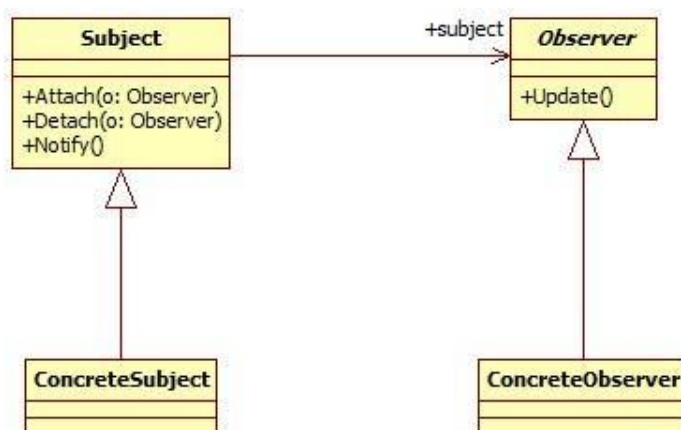 Subject
+Attach(o: Observer)
+Detach(o: Observer)
+Notify()
+subject
Observer
+Update()
ConcreteSubject
ConcreteObserver